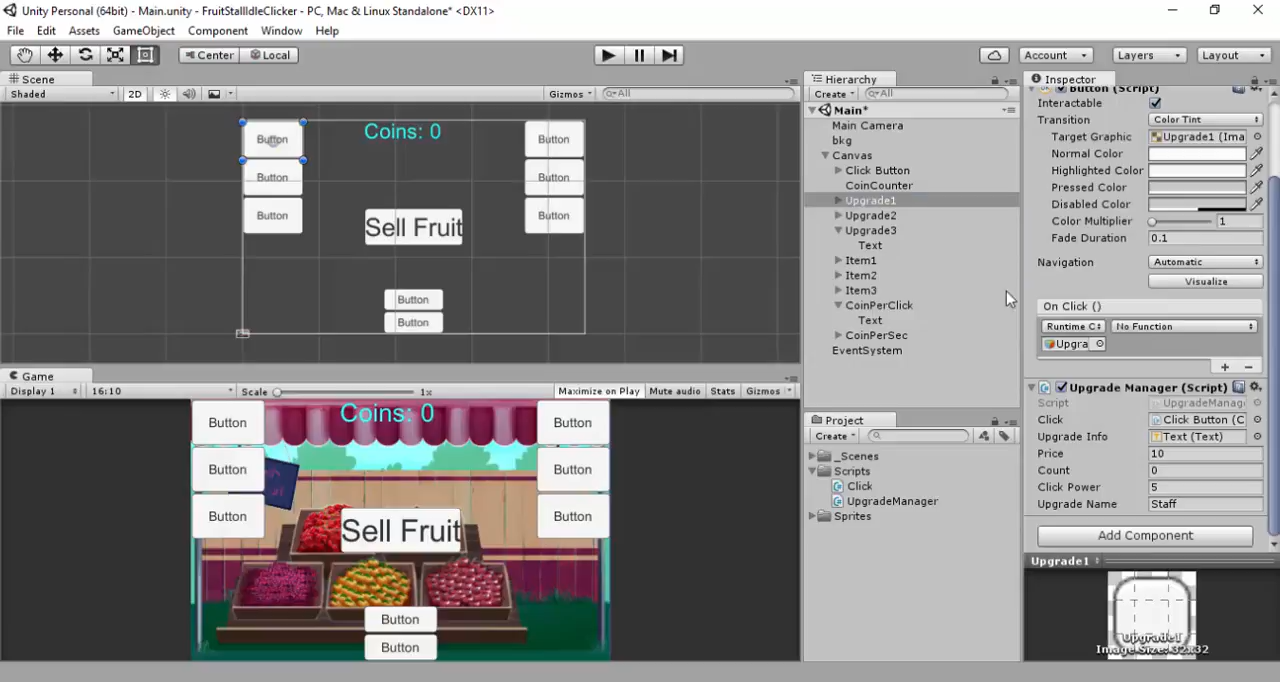 Unity Personal (64bit) - Main.unity - FruitStallIdleClicker - PC, Mac & Linux Standalone* <DX11>
File Edit Assets GameObject Component Window Help
Center Local Account Layers Layout
Scene
Shaded 2D Gizmos All
Button Coins: 0 Button
Button Button
Button Sell Fruit Button
Button
Button
Game
Display 1 16:10 Scale 1x Maximize on Play Mute audio Stats Gizmos
Button Coins: 0 Button
Button Button
Button Sell Fruit Button
Button
Button
Hierarchy
Create All
Main*
Main Camera
bkg
Canvas
Click Button
CoinCounter
Upgrade1
Upgrade2
Upgrade3
Text
Item1
Item2
Item3
CoinPerClick
Text
CoinPerSec
EventSystem
Project
Create
_Scenes
Scripts
Click
UpgradeManager
Sprites
Inspector
Button (Script)
Interactable
Transition Color Tint
Target Graphic Upgrade1 (Ima
Normal Color
Highlighted Color
Pressed Color
Disabled Color
Color Multiplier 1
Fade Duration 0.1
Navigation Automatic
Visualize
On Click ()
Runtime No Function
Upgra
Upgrade Manager (Script)
Script UpgradeManag
Click Click Button (C
Upgrade Info Text (Text)
Price 10
Count 0
Click Power 5
Upgrade Name Staff
Add Component
Upgrade1
Upgrade1
Image Size: 32x32